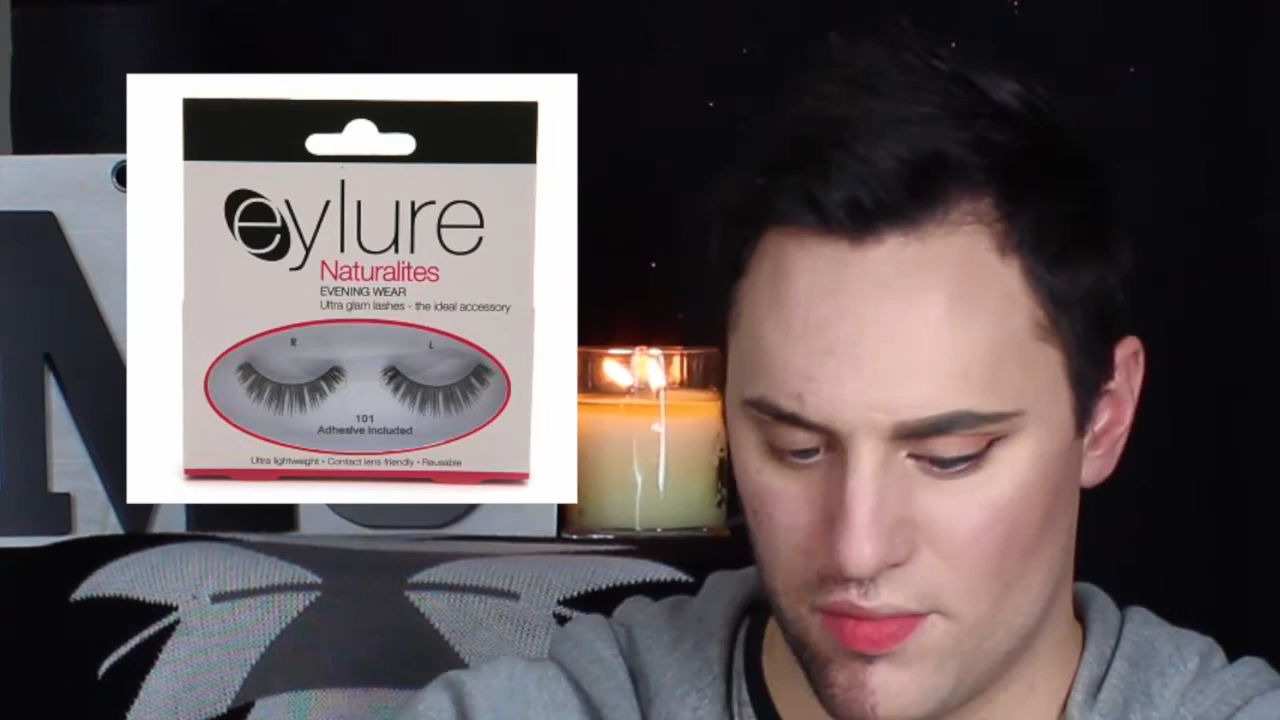 eylure
Naturalites
EVENING WEAR
Ultra glam lashes - the ideal accessory
R L
101
Adhesive included
Ultra lightweight • Contact lens friendly • Reusable